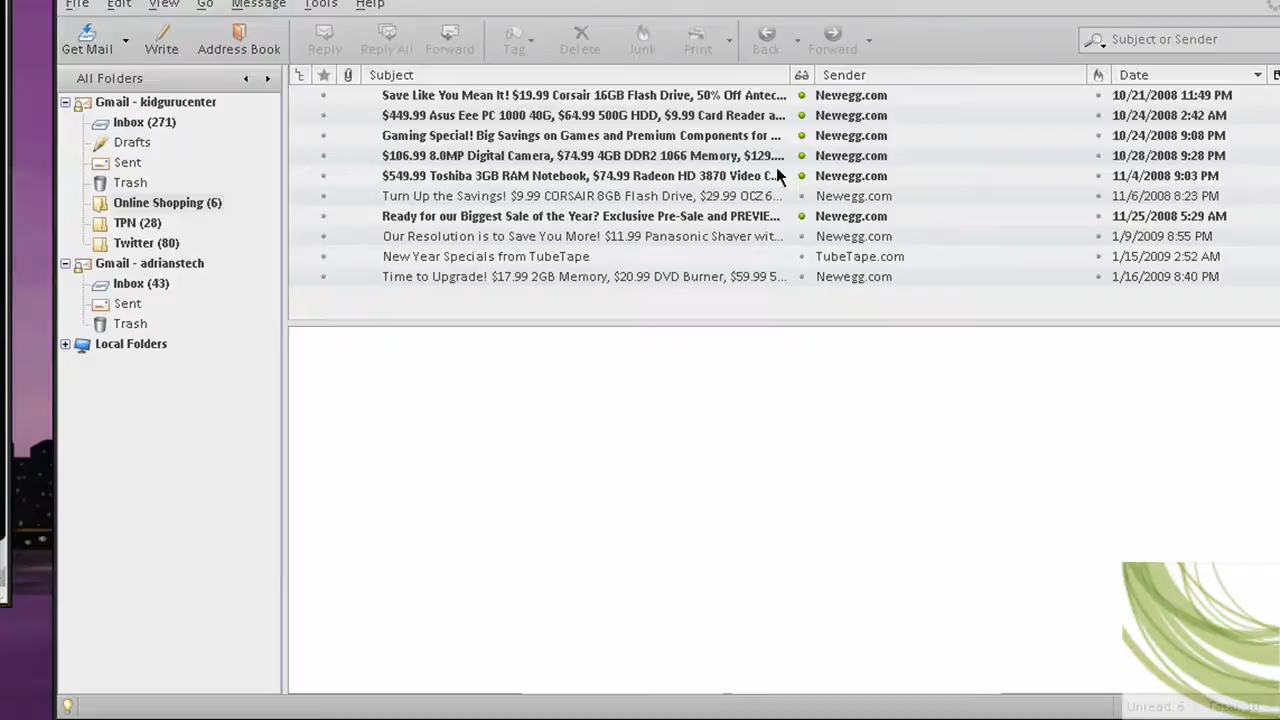 File Edit View Go Message Tools Help
Get Mail Write Address Book Reply Reply All Forward Tag Delete Junk Print Back Forward Subject or Sender
All Folders Subject Sender Date
Gmail - kidgurucenter
Inbox (271)
Drafts
Sent
Trash
Online Shopping (6)
TPN (28)
Twitter (80)
Gmail - adrianstech
Inbox (43)
Sent
Trash
Local Folders
Save Like You Mean It! $19.99 Corsair 16GB Flash Drive, 50% Off Antec... Newegg.com 10/21/2008 11:49 PM
$449.99 Asus Eee PC 1000 40G, $64.99 500G HDD, $9.99 Card Reader a... Newegg.com 10/24/2008 2:42 AM
Gaming Special! Big Savings on Games and Premium Components for ... Newegg.com 10/24/2008 9:08 PM
$106.99 8.0MP Digital Camera, $74.99 4GB DDR2 1066 Memory, $129.... Newegg.com 10/28/2008 9:28 PM
$549.99 Toshiba 3GB RAM Notebook, $74.99 Radeon HD 3870 Video C... Newegg.com 11/4/2008 9:03 PM
Turn Up the Savings! $9.99 CORSAIR 8GB Flash Drive, $29.99 OCZ 6... Newegg.com 11/6/2008 8:23 PM
Ready for our Biggest Sale of the Year? Exclusive Pre-Sale and PREVIE... Newegg.com 11/25/2008 5:29 AM
Our Resolution is to Save You More! $11.99 Panasonic Shaver wit... Newegg.com 1/9/2009 8:55 PM
New Year Specials from TubeTape TubeTape.com 1/15/2009 2:52 AM
Time to Upgrade! $17.99 2GB Memory, $20.99 DVD Burner, $59.99 5... Newegg.com 1/16/2009 8:40 PM
Unread: 6 Total: 10